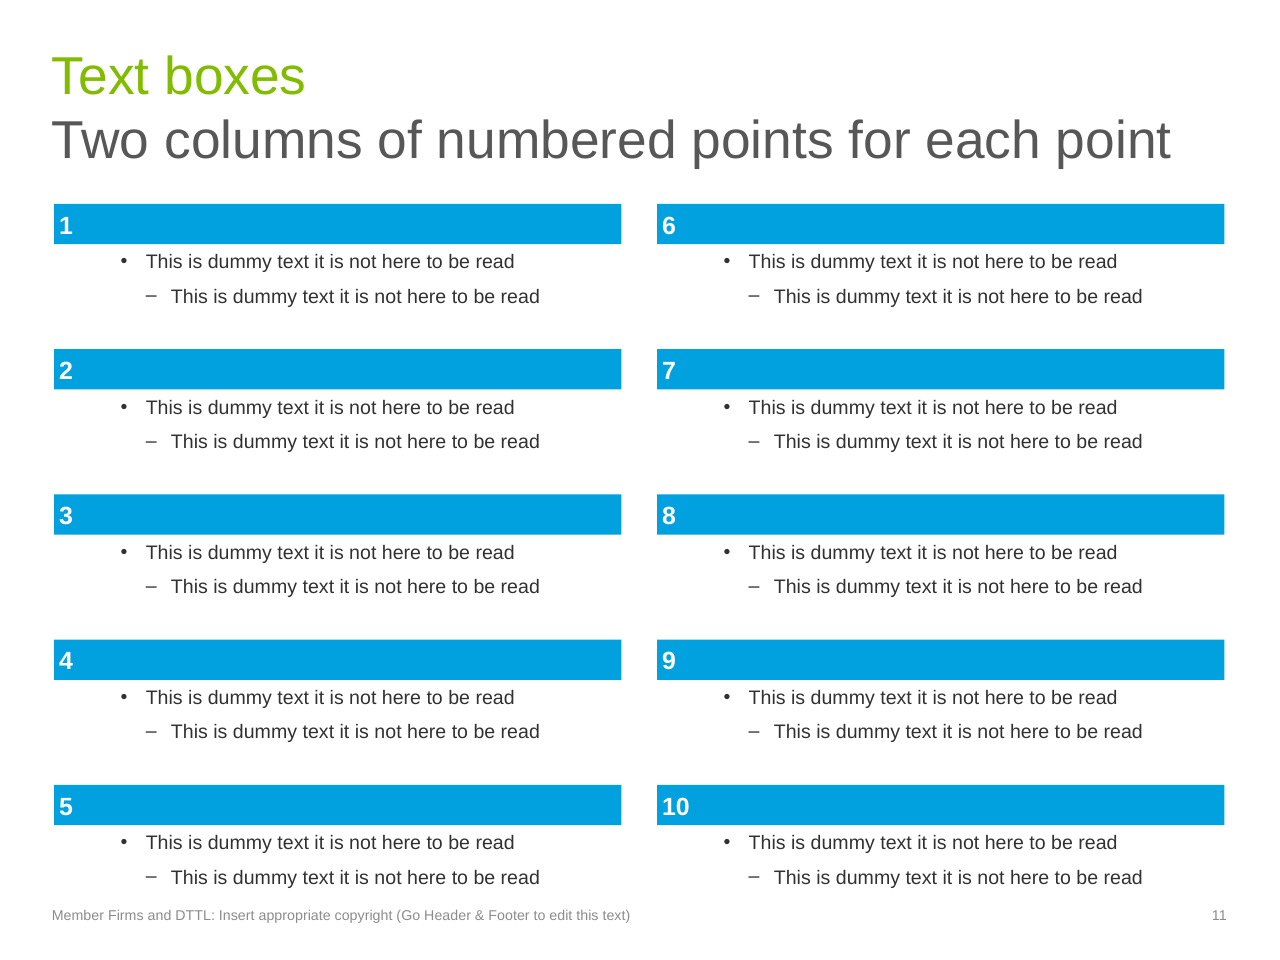 Text boxes
Two columns of numbered points for each point
1
• This is dummy text it is not here to be read
– This is dummy text it is not here to be read
2
• This is dummy text it is not here to be read
– This is dummy text it is not here to be read
3
• This is dummy text it is not here to be read
– This is dummy text it is not here to be read
4
• This is dummy text it is not here to be read
– This is dummy text it is not here to be read
5
• This is dummy text it is not here to be read
– This is dummy text it is not here to be read
6
• This is dummy text it is not here to be read
– This is dummy text it is not here to be read
7
• This is dummy text it is not here to be read
– This is dummy text it is not here to be read
8
• This is dummy text it is not here to be read
– This is dummy text it is not here to be read
9
• This is dummy text it is not here to be read
– This is dummy text it is not here to be read
10
• This is dummy text it is not here to be read
– This is dummy text it is not here to be read
Member Firms and DTTL: Insert appropriate copyright (Go Header & Footer to edit this text)
11